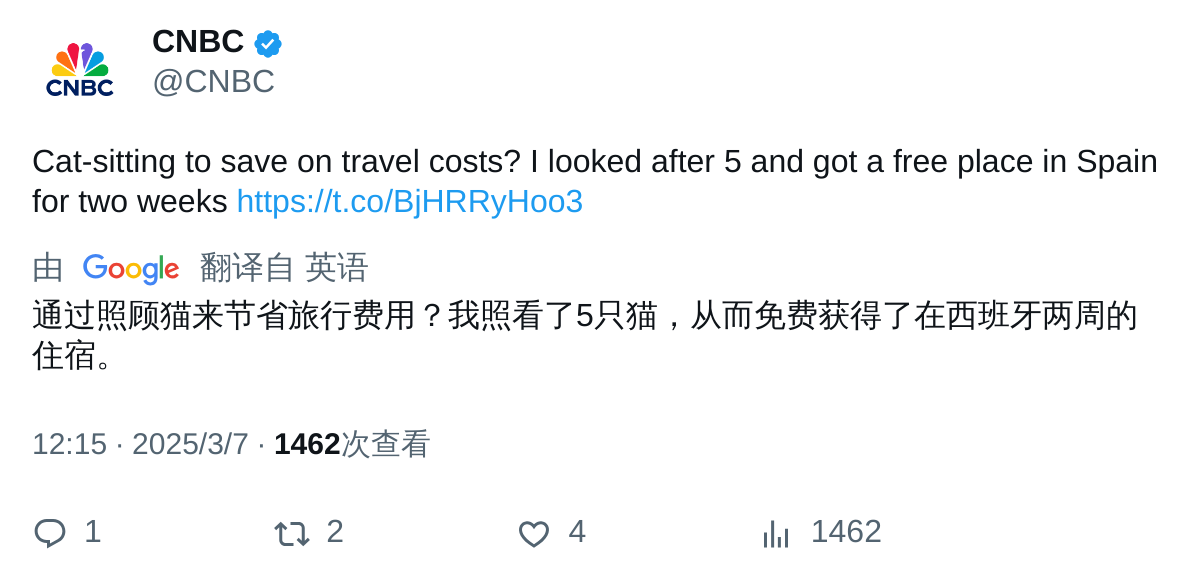 CNBC
CNBC
@CNBC
Cat-sitting to save on travel costs? I looked after 5 and got a free place in Spain
for two weeks https://t.co/BjHRRyHoo3
由 Google 翻译自 英语
通过照顾猫来节省旅行费用？我照看了5只猫，从而免费获得了在西班牙两周的
住宿。
12:15 · 2025/3/7 · 1462次查看
1 2 4 1462